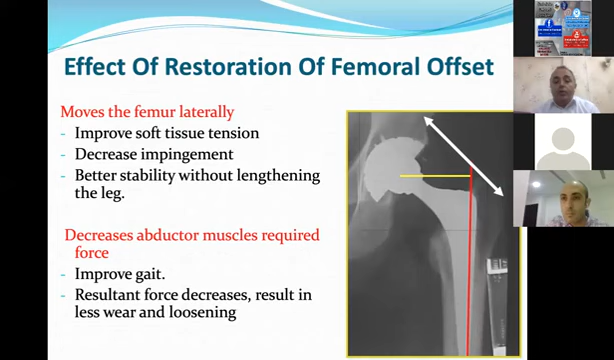 Effect Of Restoration Of Femoral Offset
Moves the femur laterally
- Improve soft tissue tension
- Decrease impingement
- Better stability without lengthening
the leg.
Decreases abductor muscles required
force
- Improve gait.
- Resultant force decreases, result in
less wear and loosening